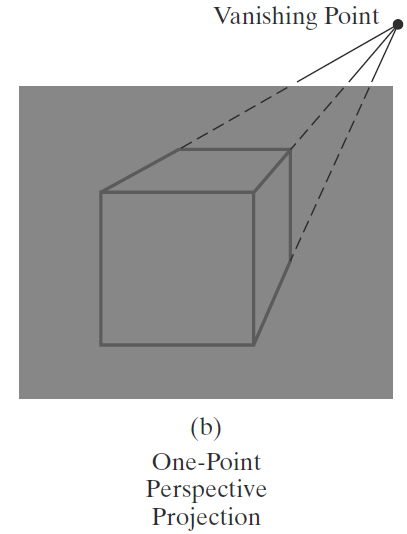 Vanishing Point
(b)
One-Point
Perspective
Projection